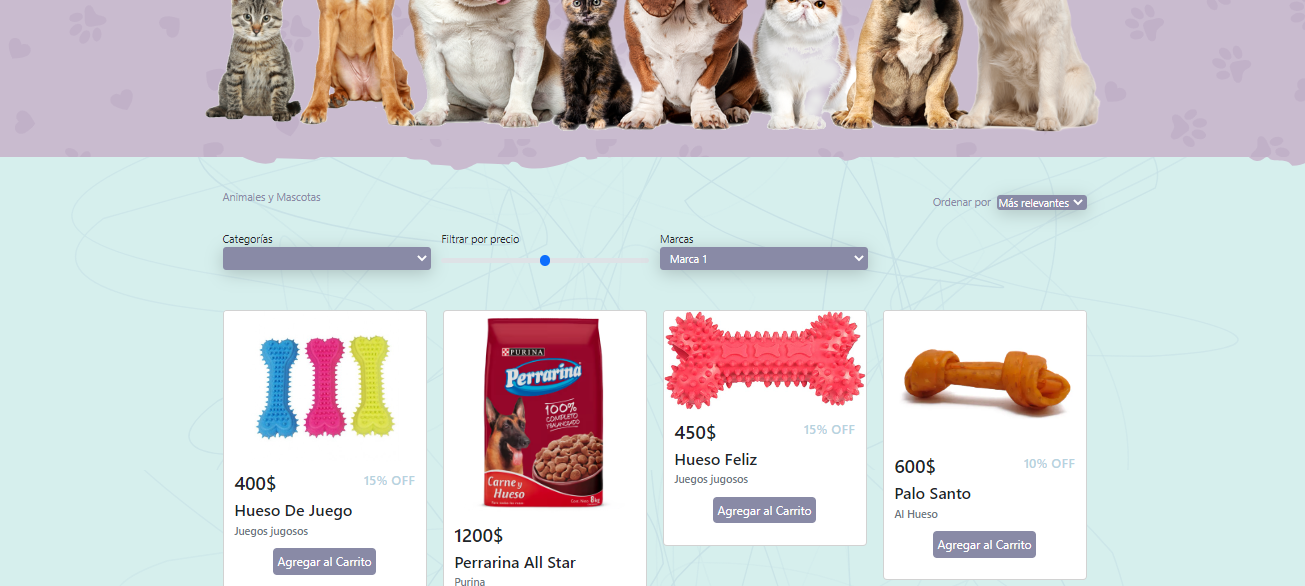 Animales y Mascotas
Ordenar por Más relevantes
Categorías
Filtrar por precio
Marcas
Marca 1
400$ 15% OFF
Hueso De Juego
Juegos jugosos
Agregar al Carrito
PURINA
Perrarina
100%
COMPLETO
BALANCEADO
Carne y
Hueso
8kg
1200$
Perrarina All Star
Purina
450$ 15% OFF
Hueso Feliz
Juegos jugosos
Agregar al Carrito
600$ 10% OFF
Palo Santo
Al Hueso
Agregar al Carrito